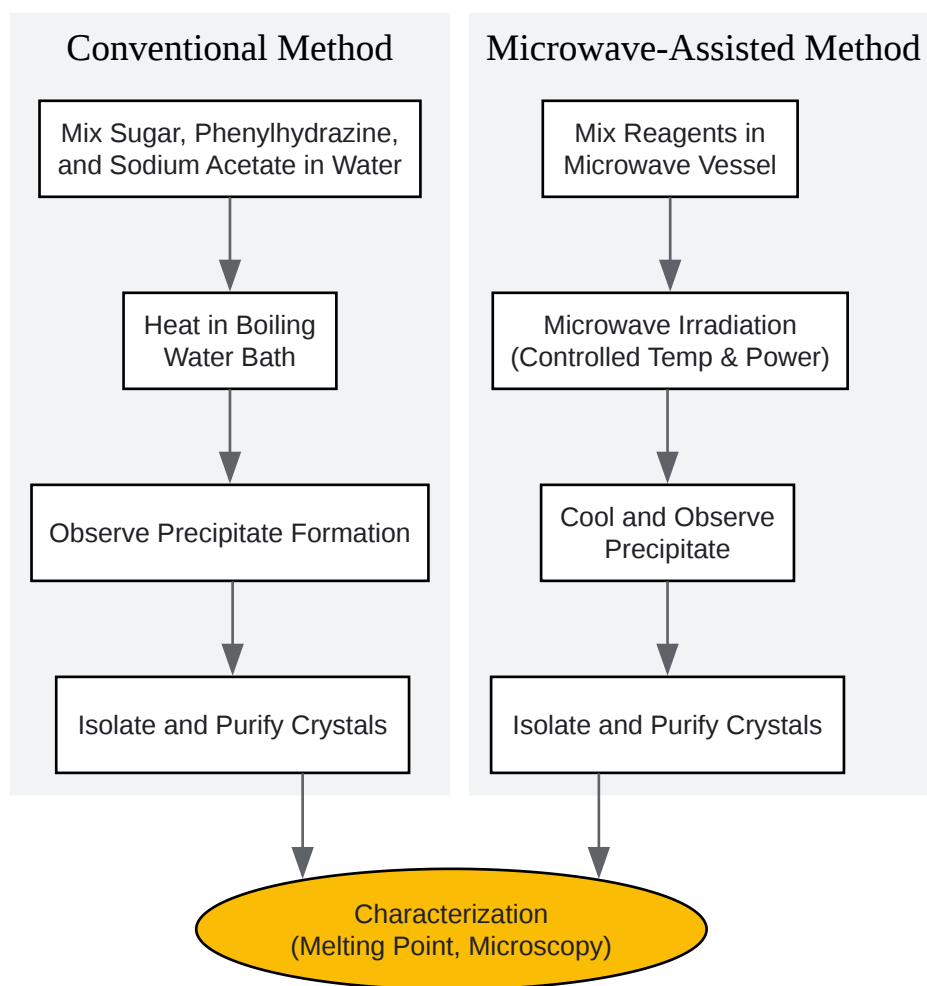 Conventional Method
Mix Sugar, Phenylhydrazine,
and Sodium Acetate in Water
Heat in Boiling
Water Bath
Observe Precipitate Formation
Isolate and Purify Crystals
Microwave-Assisted Method
Mix Reagents in
Microwave Vessel
Microwave Irradiation
(Controlled Temp & Power)
Cool and Observe
Precipitate
Isolate and Purify Crystals
Characterization
(Melting Point, Microscopy)